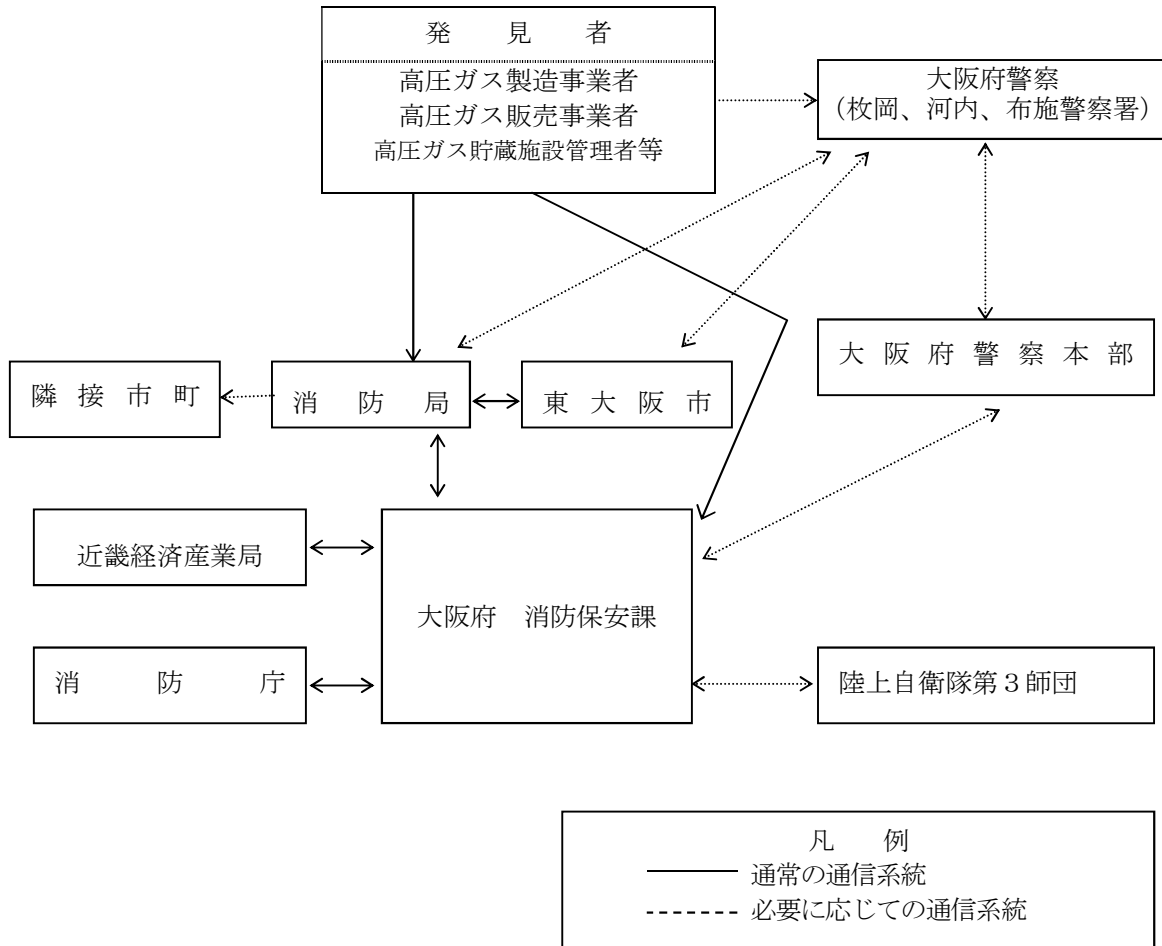 発 見 者
高圧ガス製造事業者
高圧ガス販売事業者
高圧ガス貯蔵施設管理者等
大阪府警察
(枚岡、河内、布施警察署)
大阪府警察本部
隣接市町
消防局
東大阪市
近畿経済産業局
大阪府 消防保安課
消防庁
陸上自衛隊第3師団
凡 例
通常の通信系統
必要に応じての通信系統